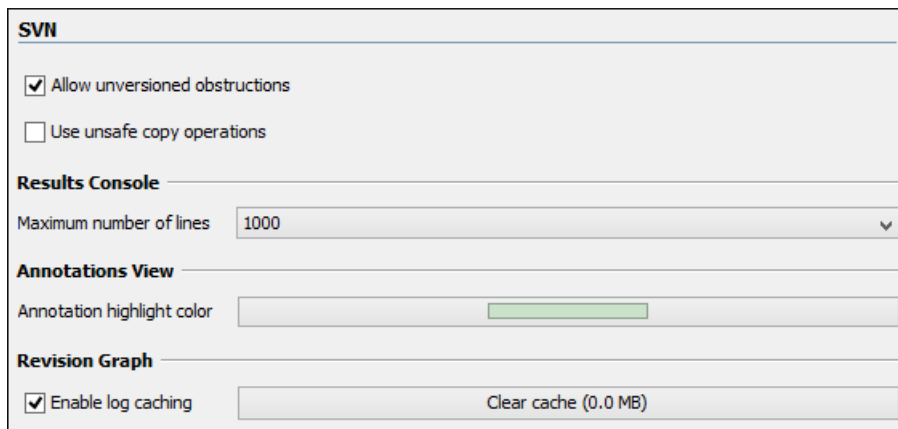 SVN
Allow unversioned obstructions
Use unsafe copy operations
Results Console
Maximum number of lines 1000
Annotations View
Annotation highlight color
Revision Graph
Enable log caching Clear cache (0.0 MB)